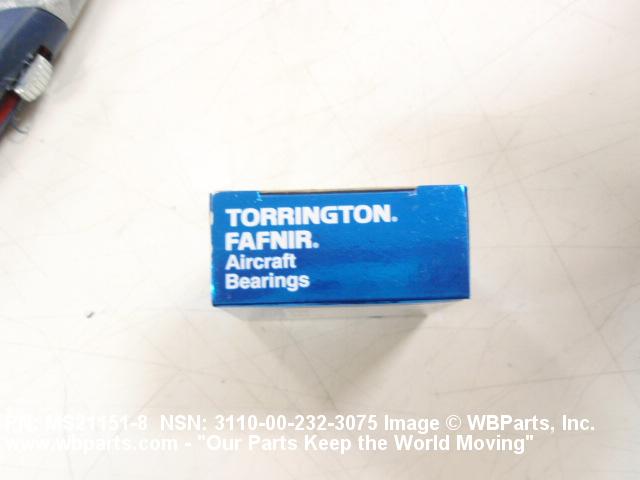 TORRINGTON.
FAFNIR.
Aircraft
Bearings
PN: MS21151-8 NSN: 3110-00-232-3075 Image © WBParts, Inc.
www.wbparts.com - "Our Parts Keep the World Moving"